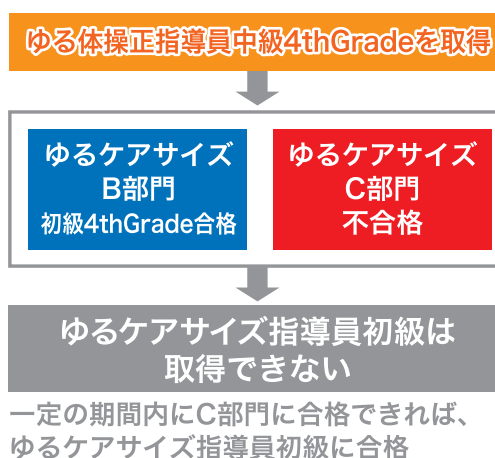 ゆる体操正指導員中級4thGradeを取得
ゆるケアサイズ
B部門
初級4thGrade合格
ゆるケアサイズ
C部門
不合格
ゆるケアサイズ指導員初級は
取得できない
一定の期間内にC部門に合格できれば、
ゆるケアサイズ指導員初級に合格